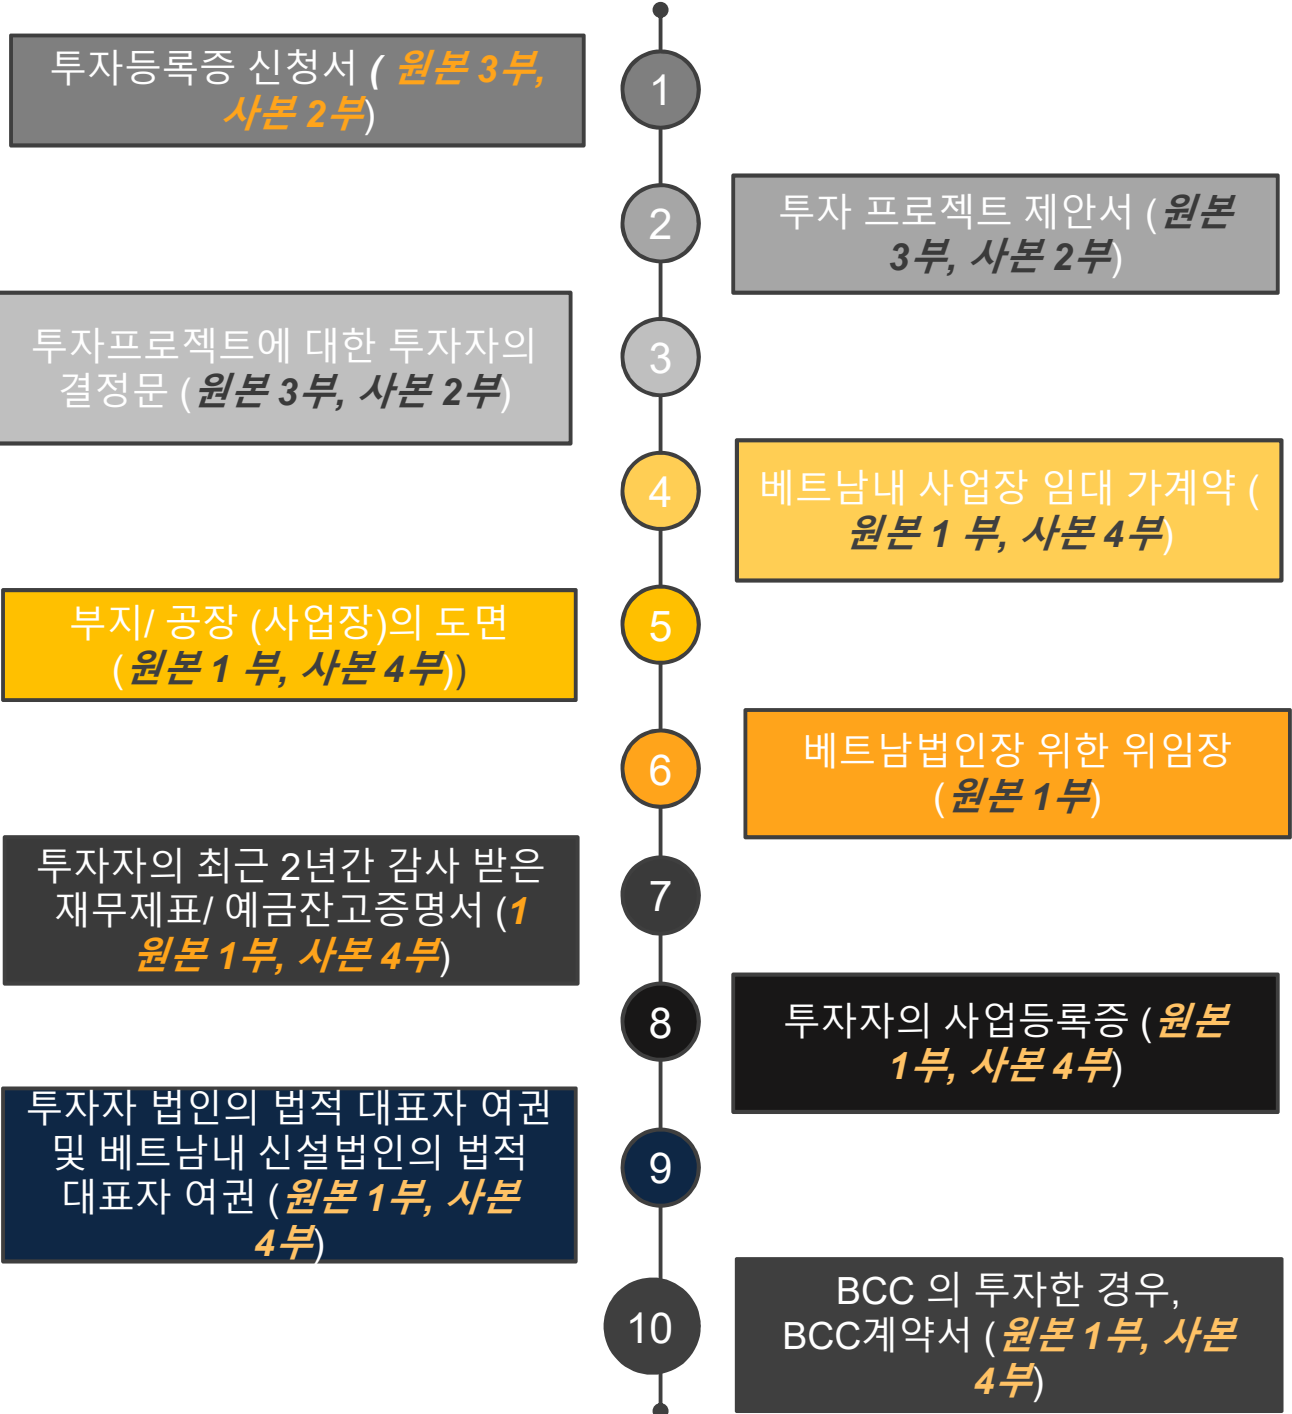 투자등록증 신청서 ( 원본 3부,
사본 2부)
1
2
투자 프로젝트 제안서 (원본
3부, 사본 2부)
투자프로젝트에 대한 투자자의
결정문 (원본 3부, 사본 2부)
3
4
베트남내 사업장 임대 가계약 (
원본 1 부, 사본 4부)
부지/ 공장 (사업장)의 도면
(원본 1 부, 사본 4부))
5
6
베트남법인장 위한 위임장
(원본 1부)
투자자의 최근 2년간 감사 받은
재무제표/ 예금잔고증명서 (1
원본 1부, 사본 4부)
7
8
투자자의 사업등록증 (원본
1부, 사본 4부)
투자자 법인의 법적 대표자 여권
및 베트남내 신설법인의 법적
대표자 여권 (원본 1부, 사본
4부)
9
10
BCC 의 투자한 경우,
BCC계약서 (원본 1부, 사본
4부)